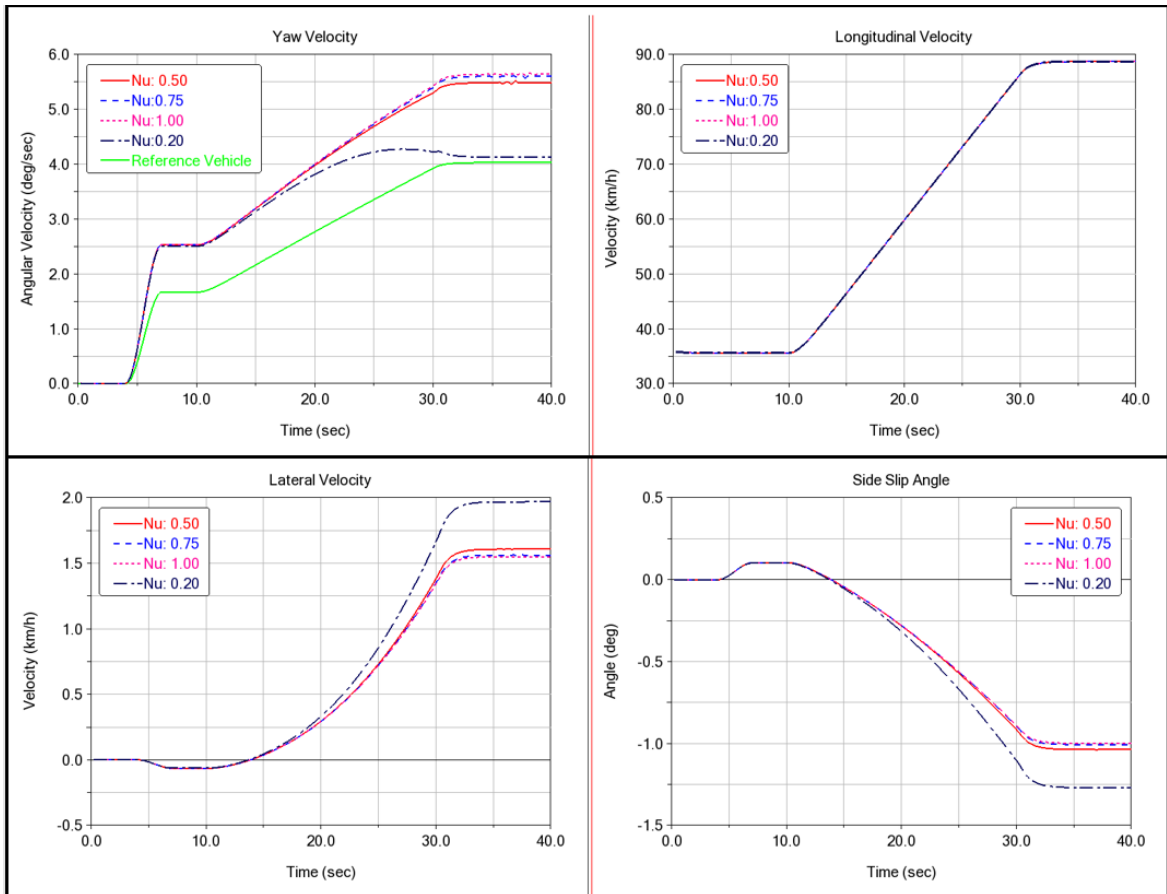 Yaw Velocity
6.0
5.0
4.0
3.0
2.0
1.0
0.0
Angular Velocity (deg/sec)
Nu: 0.50
Nu:0.75
Nu: 1.00
Nu:0.20
Reference Vehicle
0.0 10.0 20.0 30.0 40.0
Time (sec)
Longitudinal Velocity
90.0
80.0
70.0
60.0
50.0
40.0
30.0
Velocity (km/h)
Nu: 0.50
Nu:0.75
Nu: 1.00
Nu:0.20
0.0 10.0 20.0 30.0 40.0
Time (sec)
Lateral Velocity
2.0
1.5
1.0
0.5
0.0
-0.5
Velocity (km/h)
Nu: 0.50
Nu: 0.75
Nu: 1.00
Nu: 0.20
0.0 10.0 20.0 30.0 40.0
Time (sec)
Side Slip Angle
0.5
0.0
-0.5
-1.0
-1.5
Angle (deg)
Nu: 0.50
Nu: 0.75
Nu: 1.00
Nu: 0.20
0.0 10.0 20.0 30.0 40.0
Time (sec)